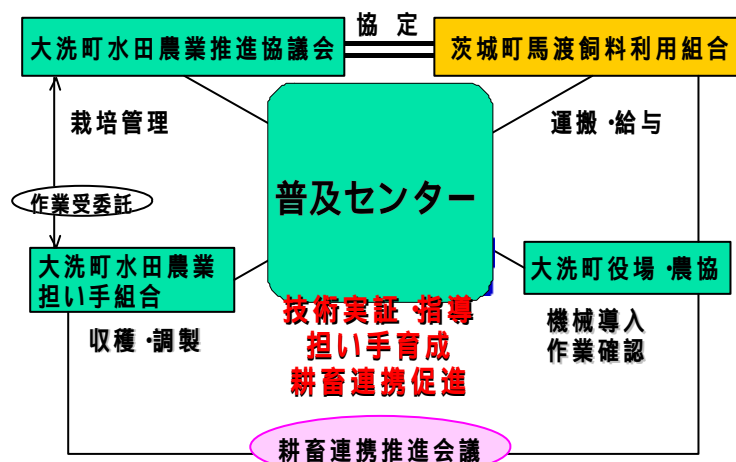 協定
大洗町水田農業推進協議会
茨城町馬渡飼料利用組合
栽培管理
運搬・給与
普及センター
作業受委託
大洗町水田農業
担い手組合
大洗町役場・農協
収穫・調製
技術実証・指導
担い手育成
耕畜連携促進
機械導入
作業確認
耕畜連携推進会議